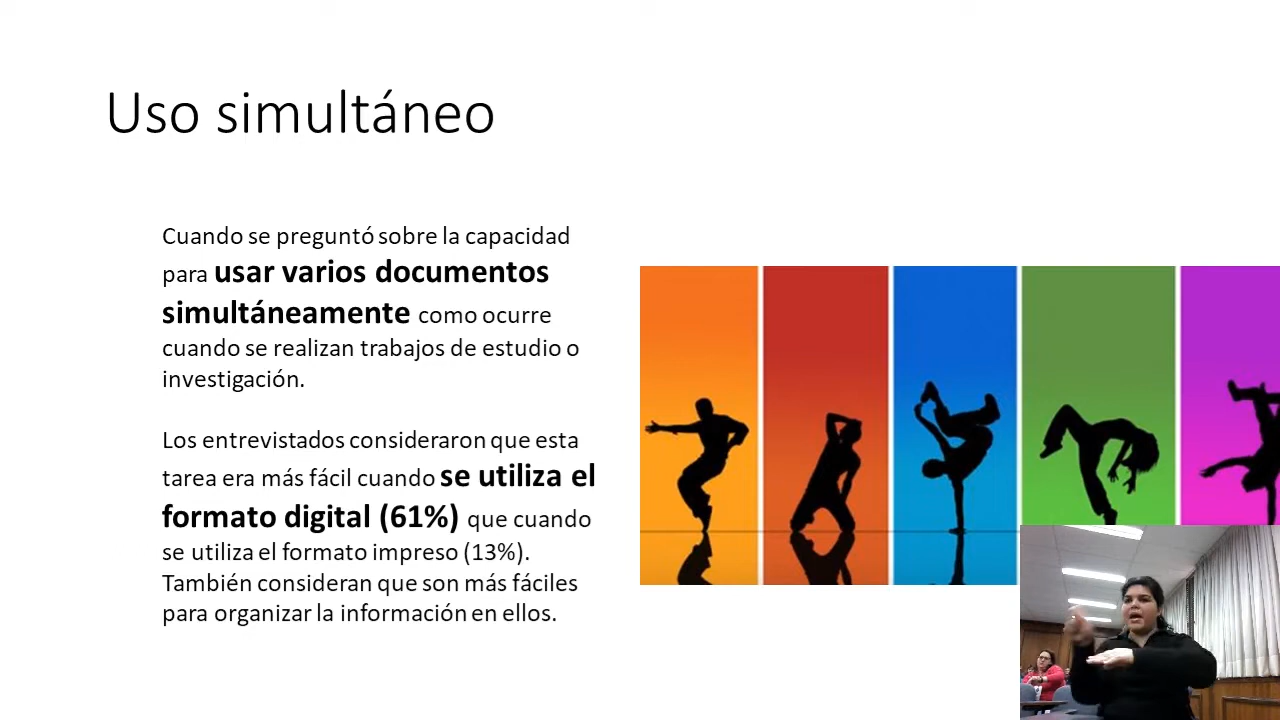 Uso simultáneo
Cuando se preguntó sobre la capacidad
para usar varios documentos
simultáneamente como ocurre
cuando se realizan trabajos de estudio o
investigación.
Los entrevistados consideraron que esta
tarea era más fácil cuando se utiliza el
formato digital (61%) que cuando
se utiliza el formato impreso (13%).
También consideran que son más fáciles
para organizar la información en ellos.